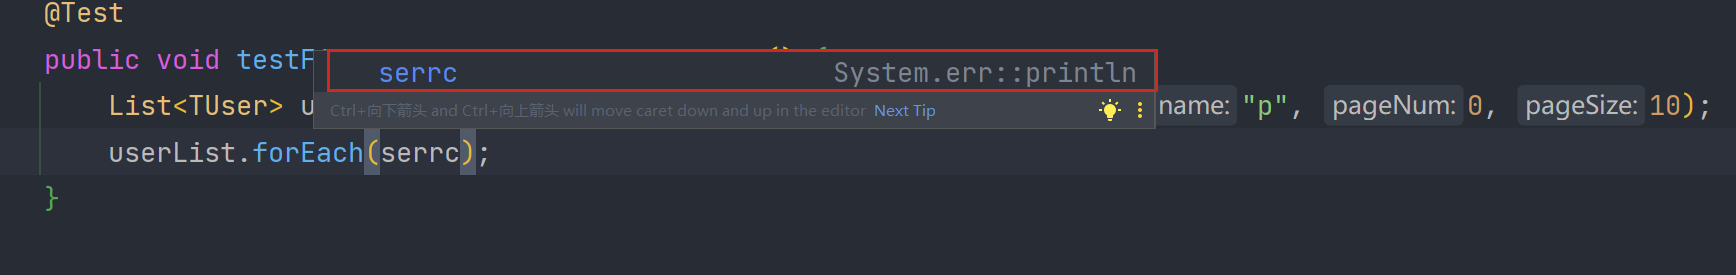 @Test
public void testF
serrc System.err::println
List<TUser> u name: "p", pageNum: 0, pageSize: 10);
Ctrl+向下箭头 and Ctrl+向上箭头 will move caret down and up in the editor Next Tip
userList.forEach(serrc);
}